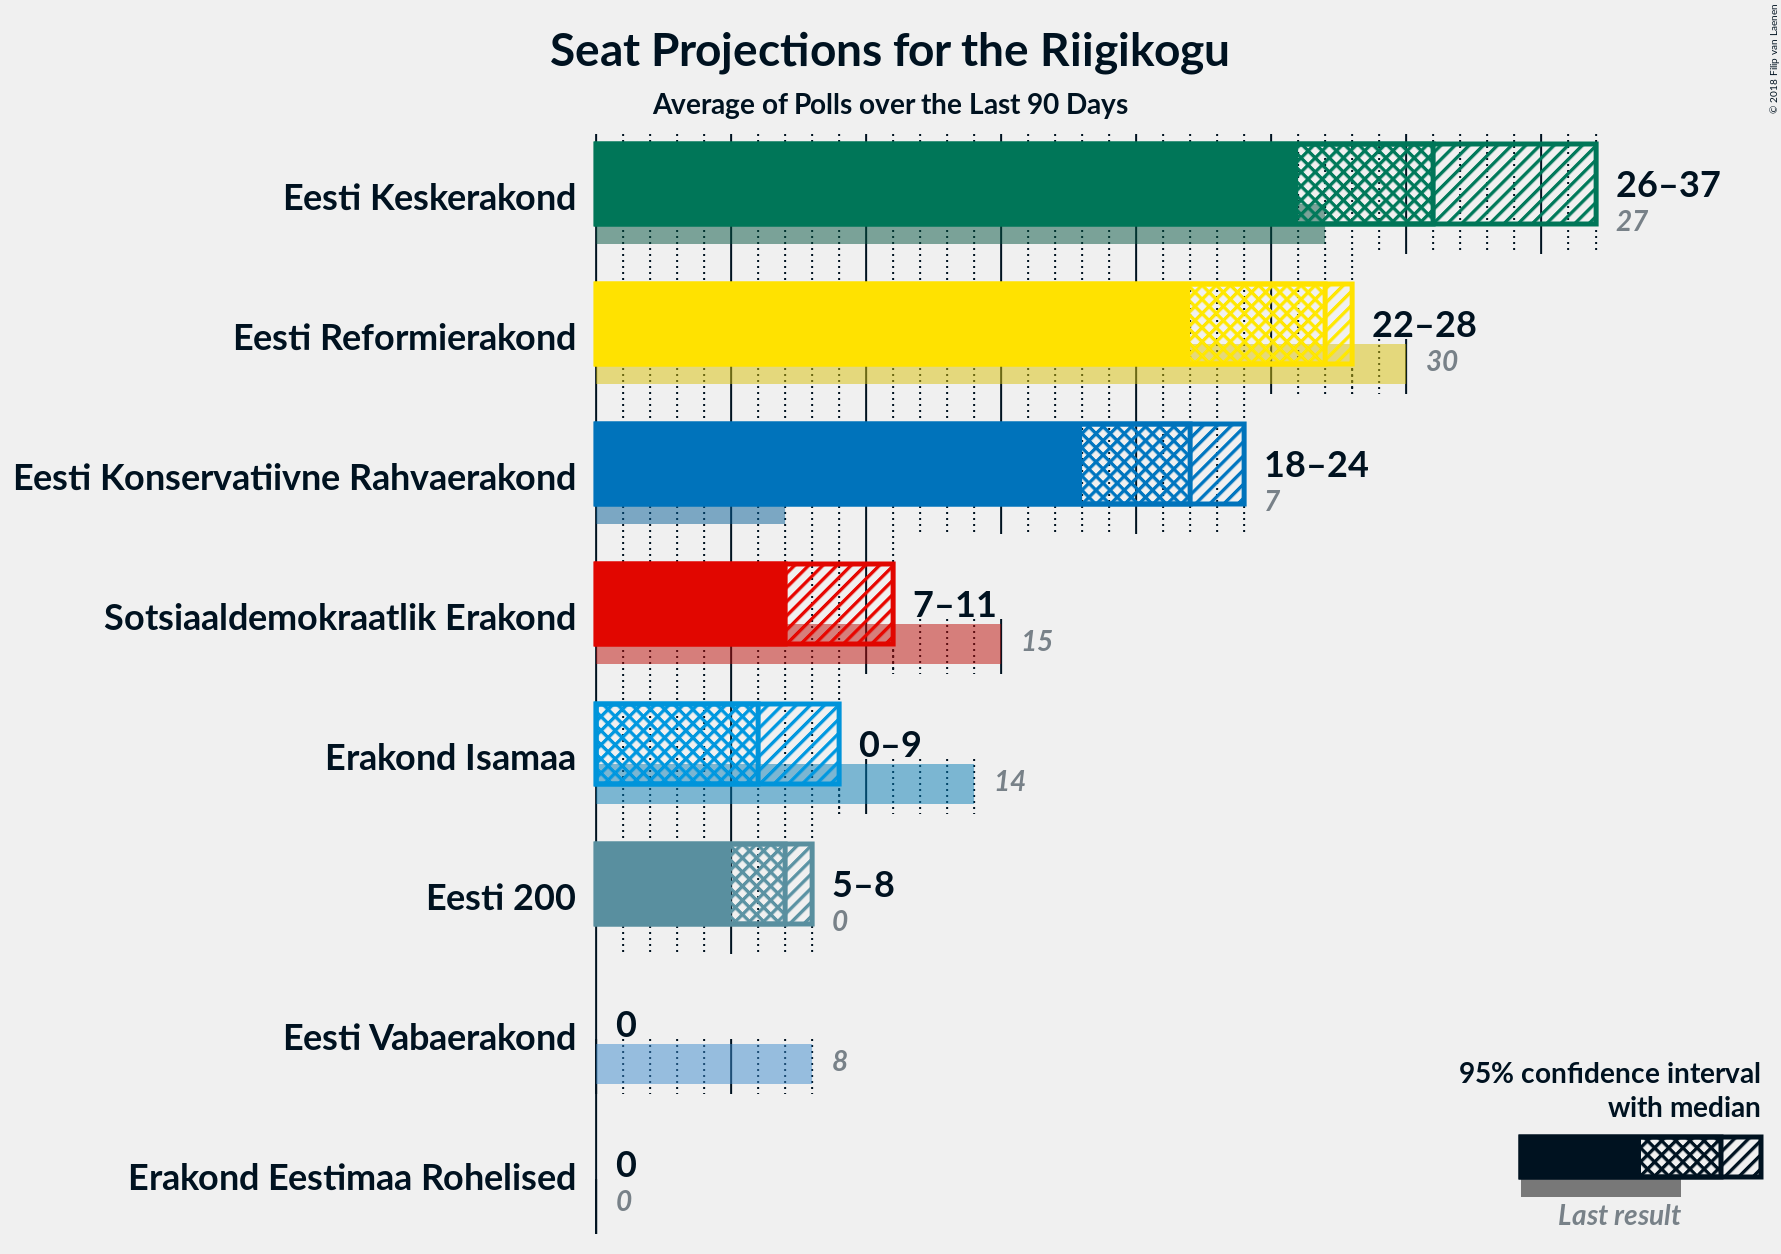 Seat Projections for the Riigikogu
Average of Polls over the Last 90 Days
© 2018 Filip van Laenen
Eesti Keskerakond
26–37
27
Eesti Reformierakond
22–28
30
Eesti Konservatiivne Rahvaerakond
18–24
7
Sotsiaaldemokraatlik Erakond
7–11
15
Erakond Isamaa
0–9
14
Eesti 200
5–8
0
Eesti Vabaerakond
0
8
Erakond Eestimaa Rohelised
0
0
95% confidence interval
with median
Last result